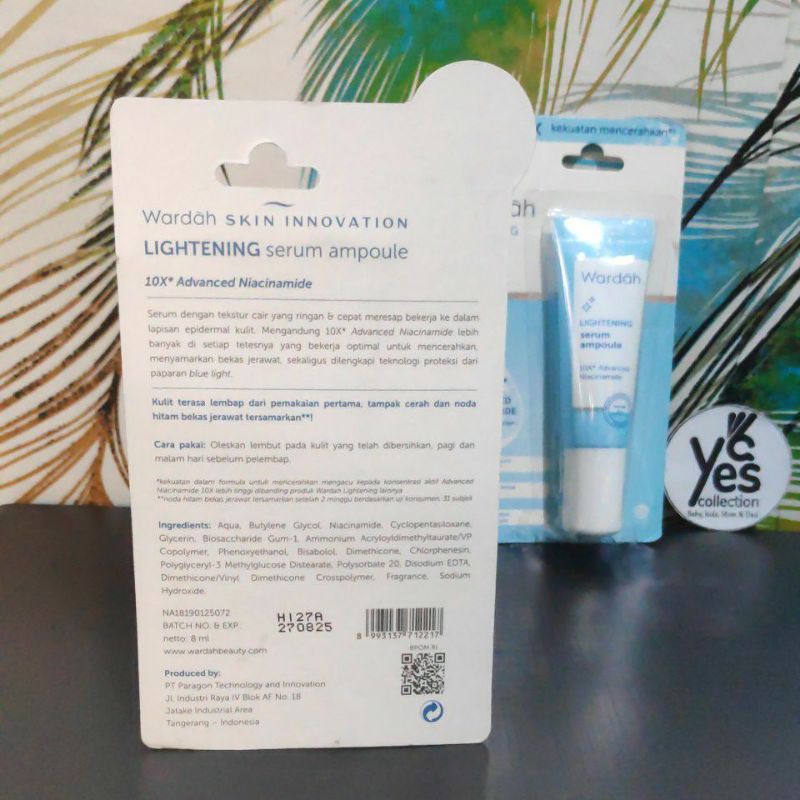 Wardah SKIN INNOVATION
LIGHTENING serum ampoule
10X* Advanced Niacinamide
Serum dengan tekstur cair yang ringan & cepat meresap bekerja ke dalam
lapisan epidermal kulit. Mengandung 10X* Advanced Niacinamide lebih
banyak di setiap tetesnya yang bekerja optimal untuk mencerahkan,
menyamarkan bekas jerawat, sekaligus dilengkapi teknologi proteksi dari
paparan blue light.
Kulit terasa lembap dari pemakaian pertama, tampak cerah dan noda
hitam bekas jerawat tersamarkan**!
Cara pakai: Oleskan lembut pada kulit yang telah dibersihkan, pagi dan
malam hari sebelum pelembap.
*kekuatan dalam formula untuk mencerahkan mengacu kepada konsentrasi aktif Advanced
Niacinamide 10X lebih tinggi dibanding produk Wardah Lightening lainnya
**noda hitam bekas jerawat tersamarkan setelah 2 minggu berdasarkan uji konsumen, 31 subjek
Ingredients: Aqua, Butylene Glycol, Niacinamide, Cyclopentasiloxane,
Glycerin, Biosaccharide Gum-1, Ammonium Acryloyldimethyltaurate/VP
Copolymer, Phenoxyethanol, Bisabolol, Dimethicone, Chlorphenesin,
Polyglyceryl-3 Methylglucose Distearate, Polysorbate 20, Disodium EDTA,
Dimethicone/Vinyl Dimethicone Crosspolymer, Fragrance, Sodium
Hydroxide.
NA18190125072
BATCH NO. & EXP.
HI27A
270825
netto: 8 ml
www.wardahbeauty.com
8 993137 712217
BPOM RI
Produced by:
PT Paragon Technology and Innovation
Jl. Industri Raya IV Blok AF No. 18
Jatake Industrial Area
Tangerang – Indonesia
kekuatan mencerahkan*!
Wardah
LIGHTENING
serum
ampoule
10X* Advanced
Niacinamide
Yes
collection
Baby, kids, Mom & Dad